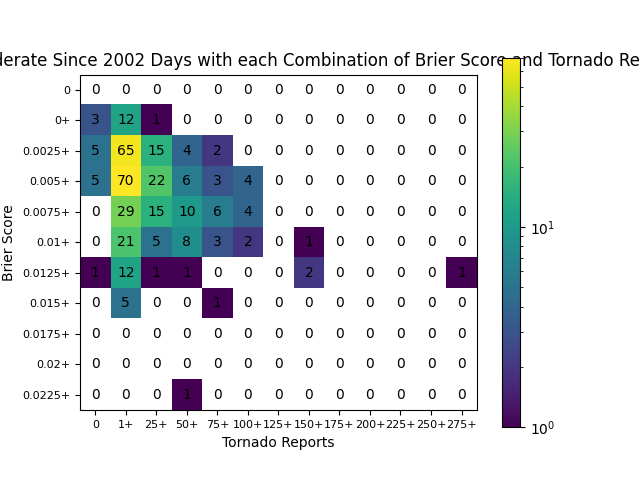 derate Since 2002 Days with each Combination of Brier Score and Tornado Re
0 0 0 0 0 0 0 0 0 0 0 0 0 0
0+ 3 12 1 0 0 0 0 0 0 0 0 0 0
0.0025+ 5 65 15 4 2 0 0 0 0 0 0 0 0
0.005+ 5 70 22 6 3 4 0 0 0 0 0 0 0
0.0075+ 0 29 15 10 6 4 0 0 0 0 0 0 0
0.01+ 0 21 5 8 3 2 0 1 0 0 0 0 0
0.0125+ 1 12 1 1 0 0 0 2 0 0 0 0 1
0.015+ 0 5 0 0 1 0 0 0 0 0 0 0 0
0.0175+ 0 0 0 0 0 0 0 0 0 0 0 0 0
0.02+ 0 0 0 0 0 0 0 0 0 0 0 0 0
0.0225+ 0 0 0 1 0 0 0 0 0 0 0 0 0
0 1+ 25+ 50+ 75+ 100+ 125+ 150+ 175+ 200+ 225+ 250+ 275+
Tornado Reports
Brier Score
10¹
10⁰